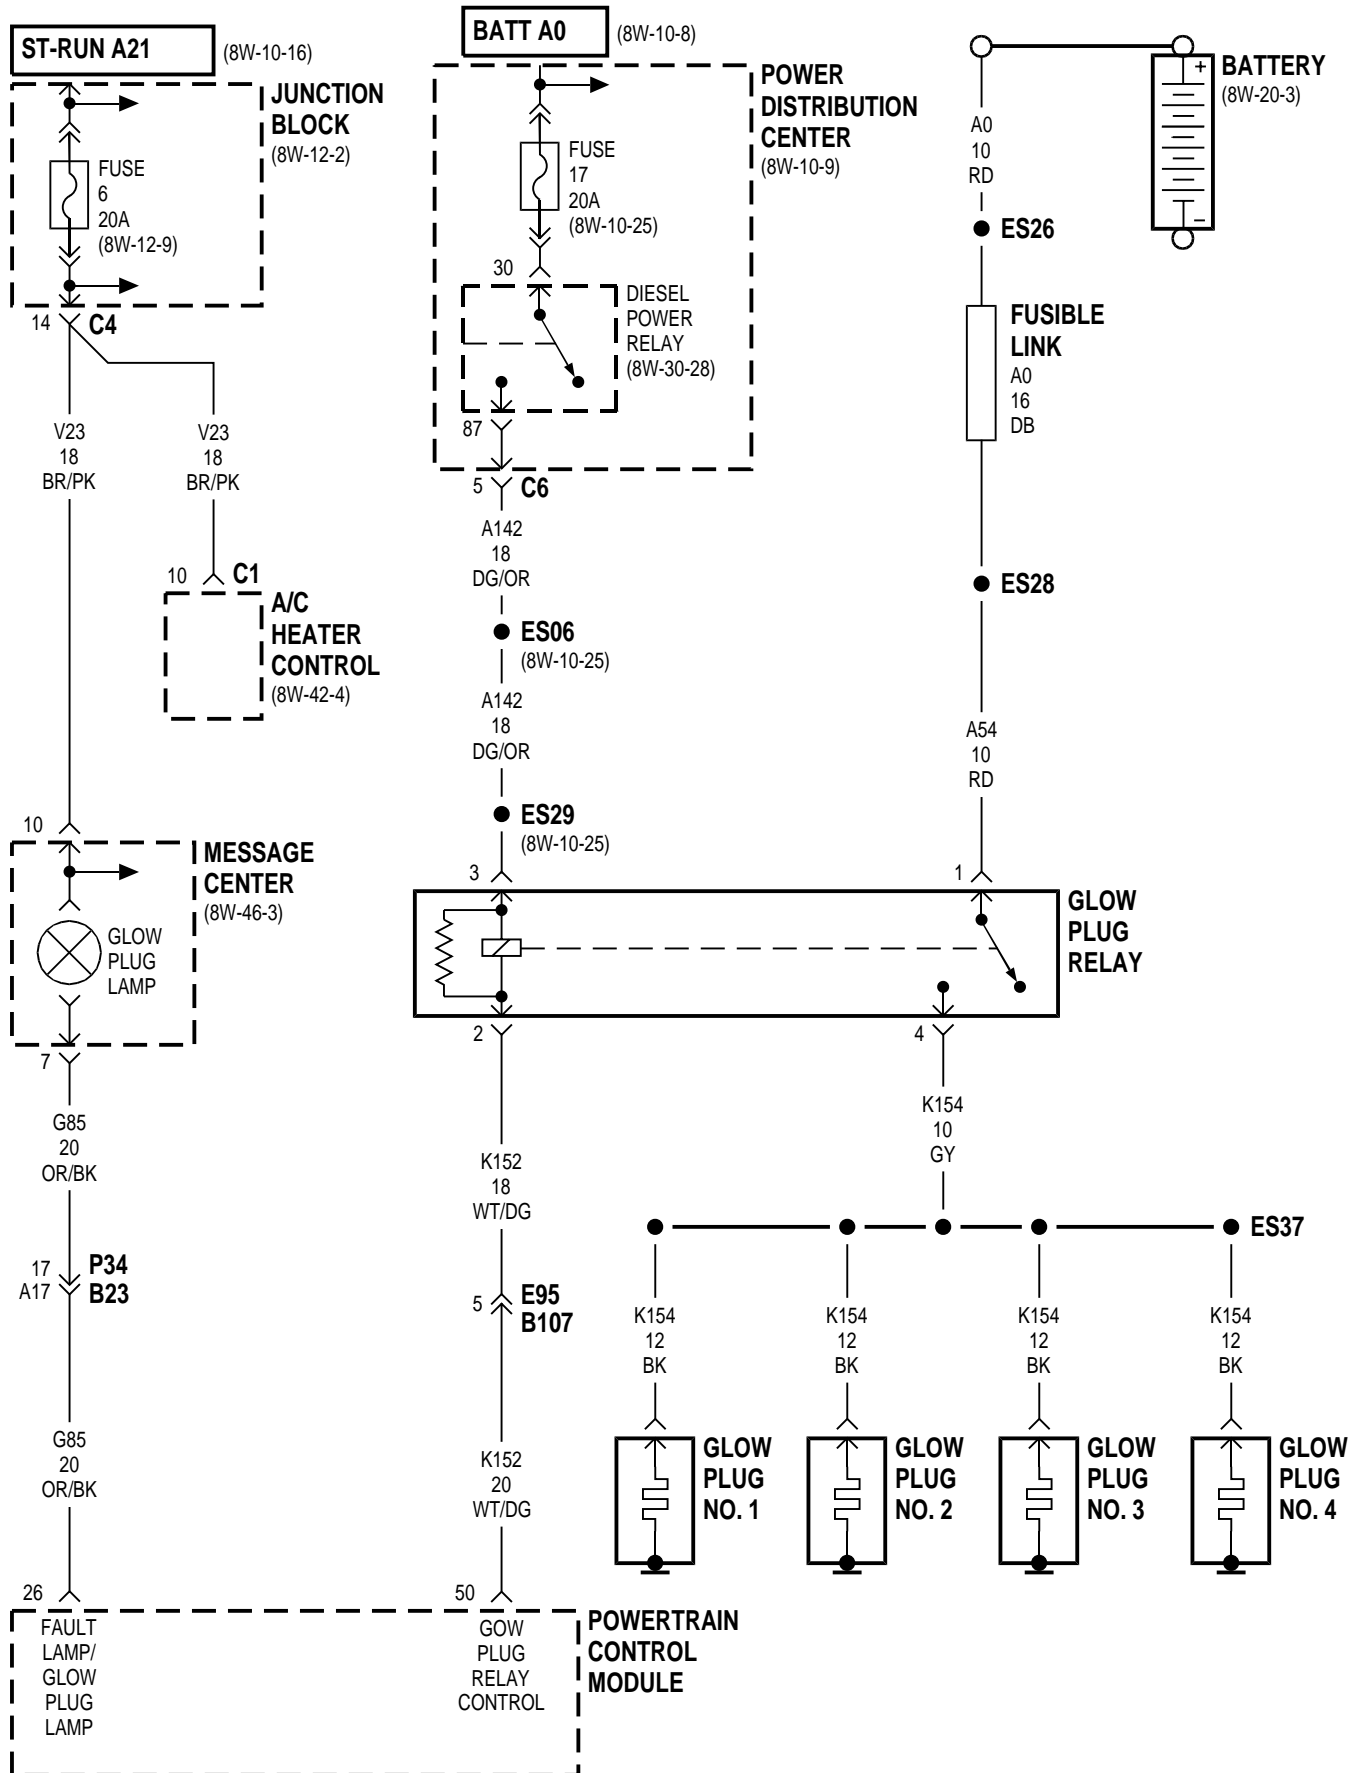 ST-RUN A21
(8W-10-16)
JUNCTION
BLOCK
(8W-12-2)
FUSE
6
20A
(8W-12-9)
14
C4
V23
18
BR/PK
V23
18
BR/PK
10
C1
A/C
HEATER
CONTROL
(8W-42-4)
10
MESSAGE
CENTER
(8W-46-3)
GLOW
PLUG
LAMP
7
G85
20
OR/BK
17
P34
A17
B23
G85
20
OR/BK
26
FAULT
LAMP/
GLOW
PLUG
LAMP
BATT A0
(8W-10-8)
POWER
DISTRIBUTION
CENTER
(8W-10-9)
FUSE
17
20A
(8W-10-25)
30
DIESEL
POWER
RELAY
(8W-30-28)
87
5
C6
A142
18
DG/OR
ES06
(8W-10-25)
A142
18
DG/OR
ES29
(8W-10-25)
3
2
K152
18
WT/DG
5
E95
B107
K152
20
WT/DG
50
GOW
PLUG
RELAY
CONTROL
POWERTRAIN
CONTROL
MODULE
+
BATTERY
(8W-20-3)
–
A0
10
RD
ES26
FUSIBLE
LINK
A0
16
DB
ES28
A54
10
RD
1
GLOW
PLUG
RELAY
4
K154
10
GY
ES37
K154
12
BK
K154
12
BK
K154
12
BK
K154
12
BK
GLOW
PLUG
NO. 1
GLOW
PLUG
NO. 2
GLOW
PLUG
NO. 3
GLOW
PLUG
NO. 4